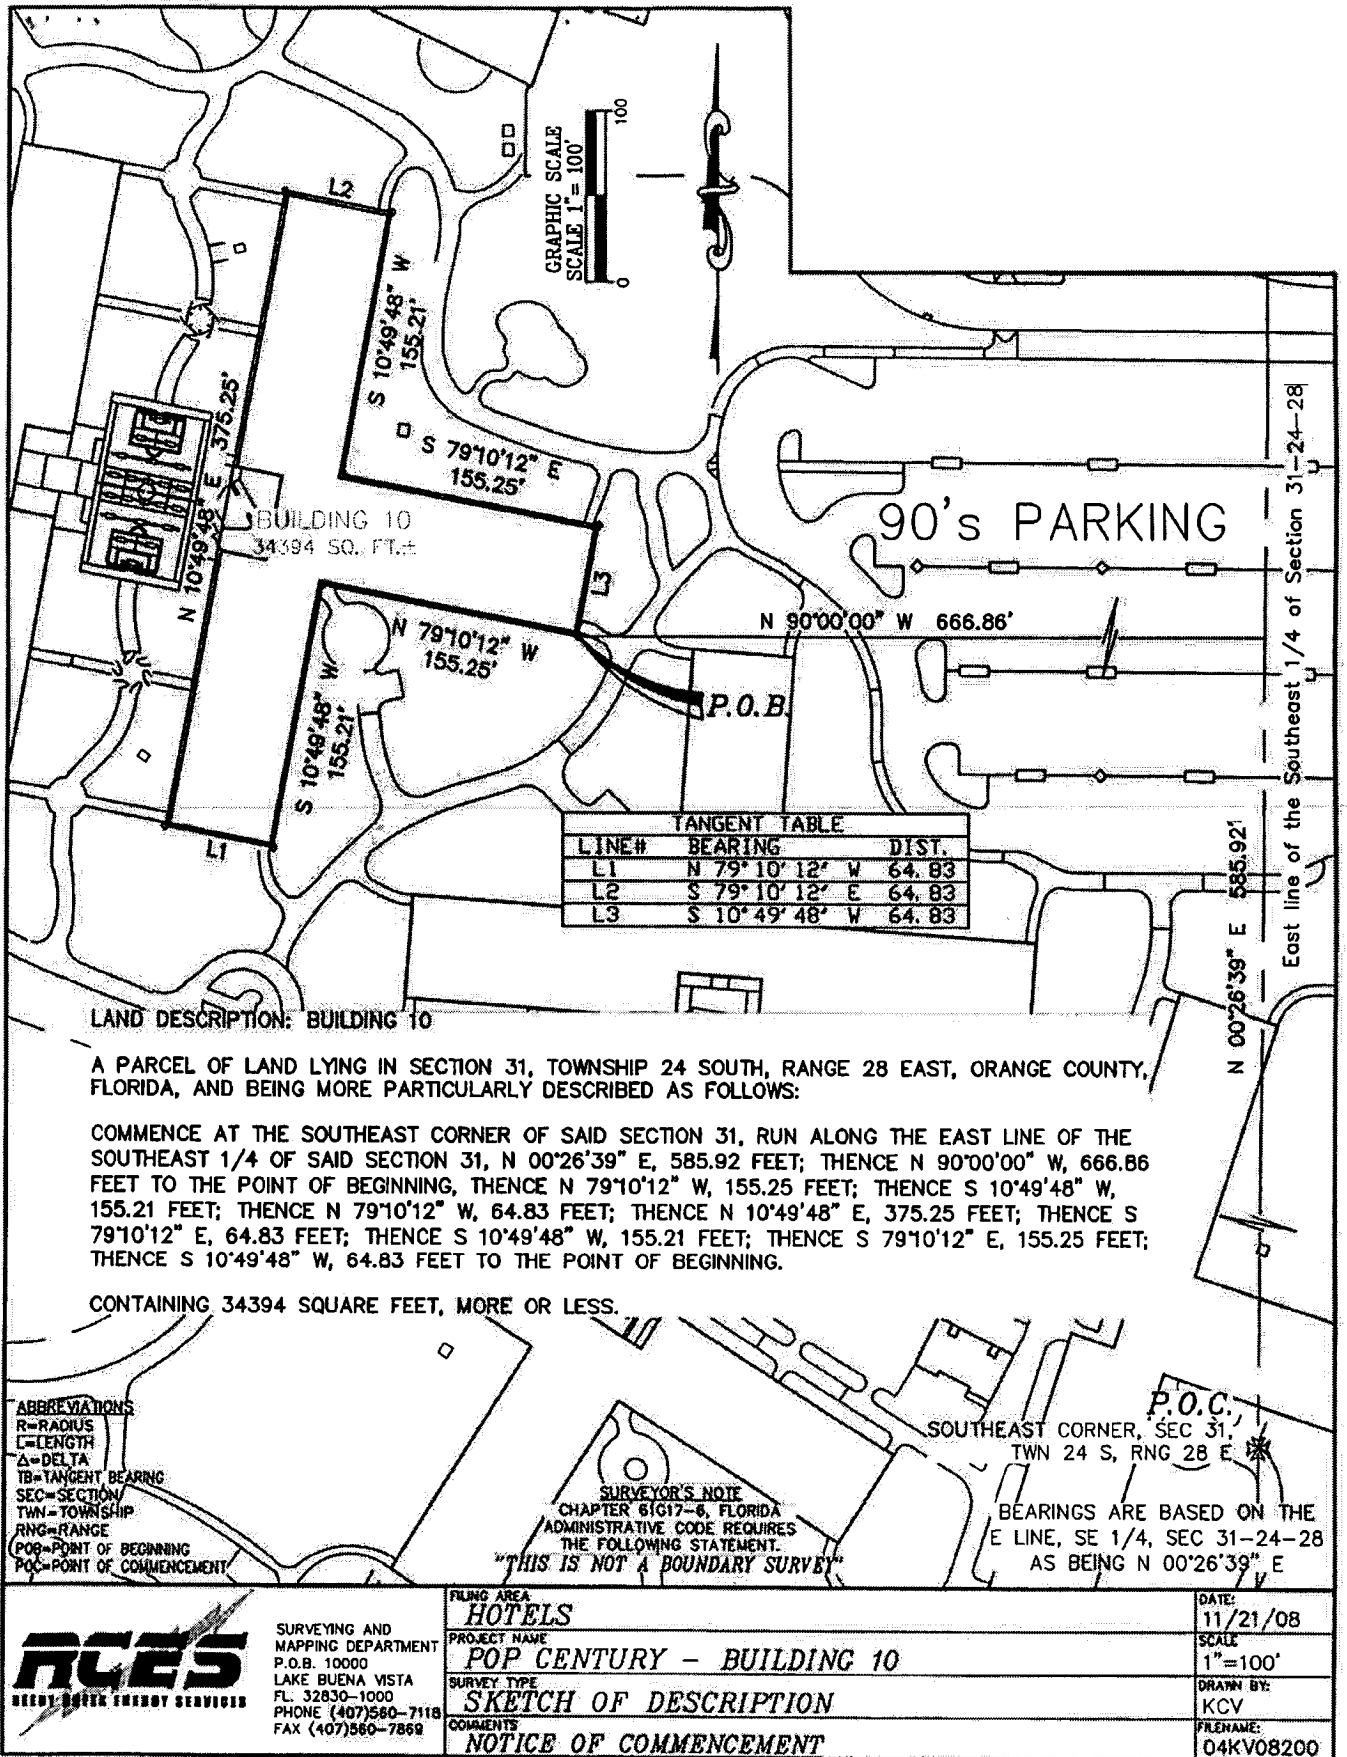 L2
GRAPHIC SCALE
SCALE 1"= 100'
0
100
S 10°49'48" W
155.21'
S 79°10'12" E
155.25'
N 10°49'48" E 375.25'
BUILDING 10
34394 SQ. FT.±
L3
90's PARKING
N 90°00'00" W 666.86'
N 79°10'12" W
155.25'
P.O.B.
S 10°49'48" W
155.21'
L1
East line of the Southeast 1/4 of Section 31-24-28
N 00°26'39" E 585.92'
TANGENT TABLE
LINE# BEARING DIST.
L1 N 79°10'12" W 64.83
L2 S 79°10'12" E 64.83
L3 S 10°49'48" W 64.83
LAND DESCRIPTION: BUILDING 10
A PARCEL OF LAND LYING IN SECTION 31, TOWNSHIP 24 SOUTH, RANGE 28 EAST, ORANGE COUNTY,
FLORIDA, AND BEING MORE PARTICULARLY DESCRIBED AS FOLLOWS:
COMMENCE AT THE SOUTHEAST CORNER OF SAID SECTION 31, RUN ALONG THE EAST LINE OF THE
SOUTHEAST 1/4 OF SAID SECTION 31, N 00°26'39" E, 585.92 FEET; THENCE N 90°00'00" W, 666.86
FEET TO THE POINT OF BEGINNING, THENCE N 79°10'12" W, 155.25 FEET; THENCE S 10°49'48" W,
155.21 FEET; THENCE N 79°10'12" W, 64.83 FEET; THENCE N 10°49'48" E, 375.25 FEET; THENCE S
79°10'12" E, 64.83 FEET; THENCE S 10°49'48" W, 155.21 FEET; THENCE S 79°10'12" E, 155.25 FEET;
THENCE S 10°49'48" W, 64.83 FEET TO THE POINT OF BEGINNING.
CONTAINING 34394 SQUARE FEET, MORE OR LESS.
ABBREVIATIONS
R=RADIUS
L=LENGTH
Δ=DELTA
TB=TANGENT BEARING
SEC=SECTION
TWN=TOWNSHIP
RNG=RANGE
POB=POINT OF BEGINNING
POC=POINT OF COMMENCEMENT
SURVEYOR'S NOTE
CHAPTER 61G17-6, FLORIDA
ADMINISTRATIVE CODE REQUIRES
THE FOLLOWING STATEMENT.
"THIS IS NOT A BOUNDARY SURVEY"
P.O.C.
SOUTHEAST CORNER, SEC 31,
TWN 24 S, RNG 28 E
BEARINGS ARE BASED ON THE
E LINE, SE 1/4, SEC 31-24-28
AS BEING N 00°26'39" E
RCES
REEDY CREEK ENERGY SERVICES
SURVEYING AND
MAPPING DEPARTMENT
P.O.B. 10000
LAKE BUENA VISTA
FL. 32830-1000
PHONE (407)560-7118
FAX (407)560-7869
FILING AREA
HOTELS
PROJECT NAME
POP CENTURY - BUILDING 10
SURVEY TYPE
SKETCH OF DESCRIPTION
COMMENTS
NOTICE OF COMMENCEMENT
DATE:
11/21/08
SCALE
1"=100'
DRAWN BY:
KCV
FILENAME:
04KV08200